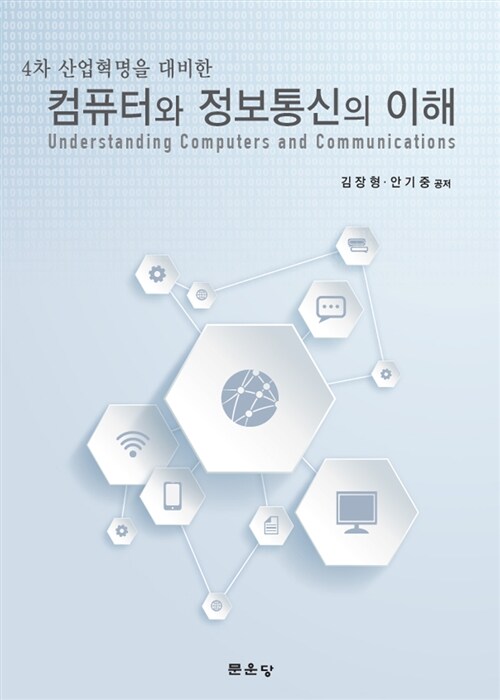 4차 산업혁명을 대비한
컴퓨터와 정보통신의 이해
Understanding Computers and Communications
김장형·안기중 공저
문운당